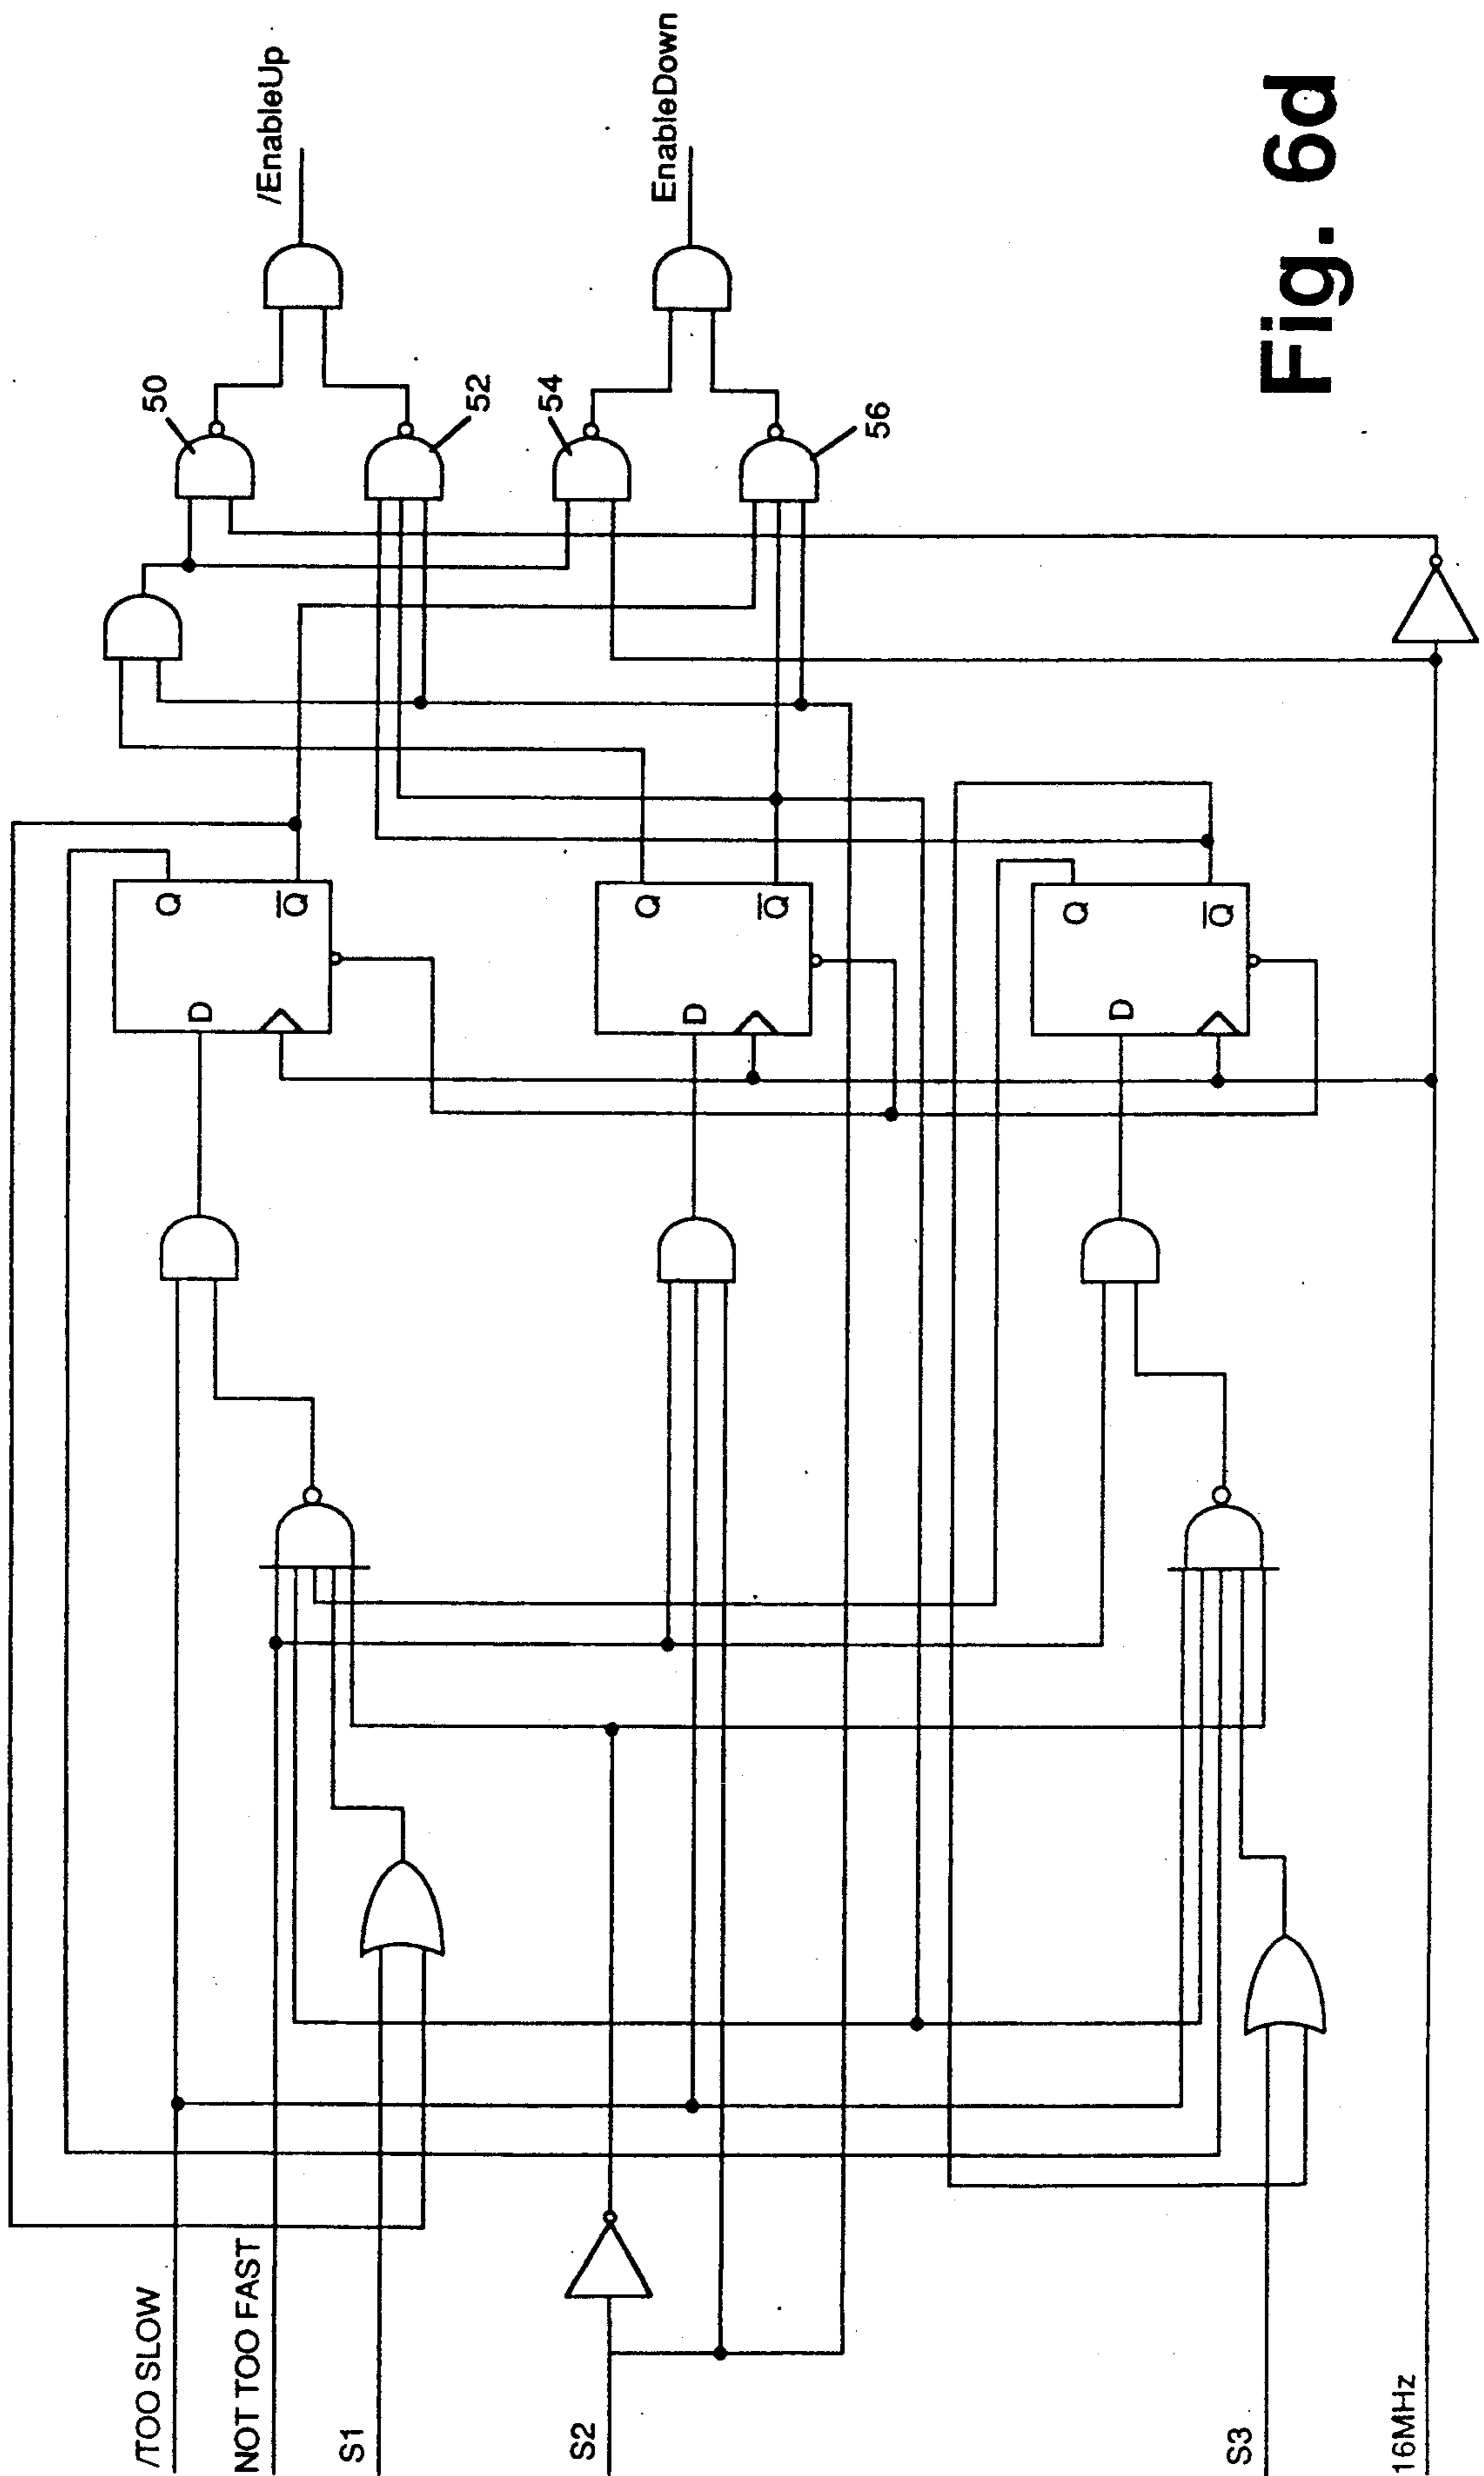 /TOO SLOW
NOT TOO FAST
S1
S2
S3
16MHz
D
Q
Q
D
Q
Q
D
Q
Q
50
52
54
56
/EnableUp
EnableDown
Fig. 6d